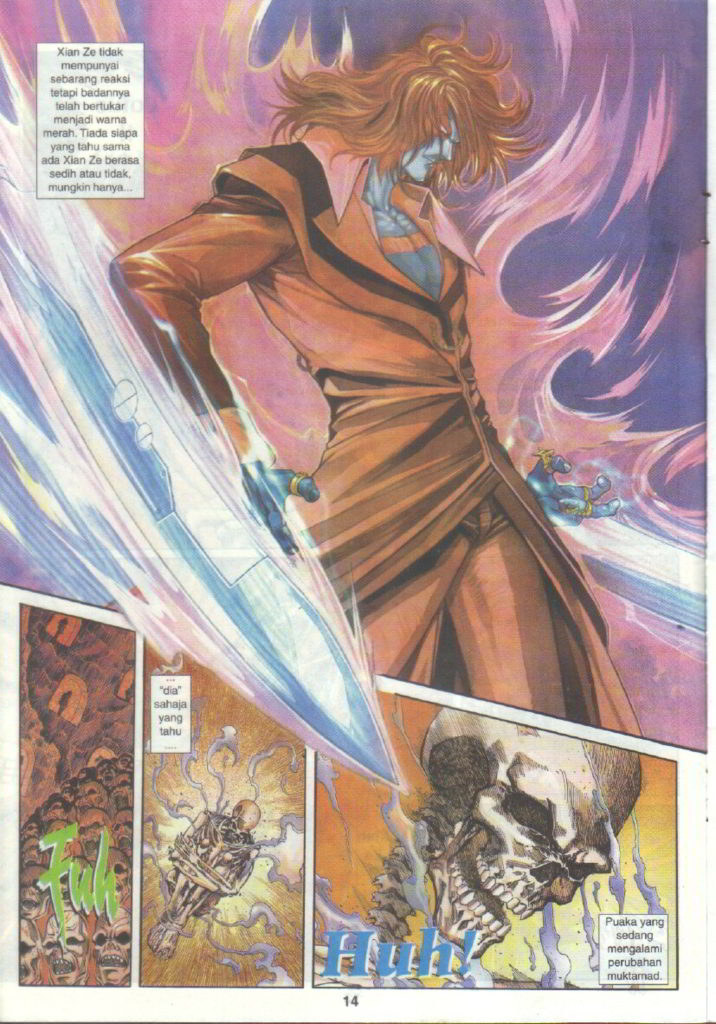 Xian Ze tidak
mempunyai
sebarang reaksi
tetapi badannya
telah bertukar
menjadi warna
merah. Tiada siapa
yang tahu sama
ada Xian Ze berasa
sedih atau tidak,
mungkin hanya...
...
"dia"
sahaja
yang
tahu
....
Fuh
Huh!
Puaka yang
sedang
mengalami
perubahan
muktamad.
14